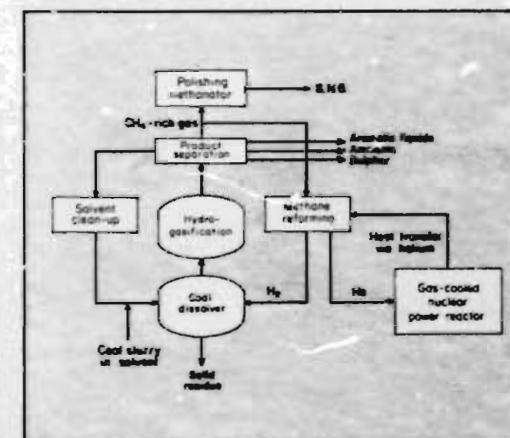 Polishing
methanator
S.N.G.
CH₄-rich gas
Product
separation
Aromatic liquids
Ammonia
Sulphur
Solvent
clean-up
Hydro-
gasification
Methane
reforming
Heat transfer
via helium
Coal
dissolver
H₂
He
Gas-cooled
nuclear
power reactor
Coal slurry
in solvent
Solid
residue